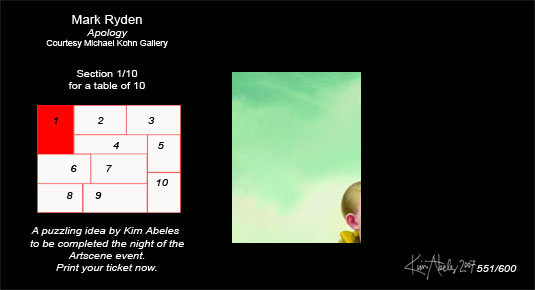 Mark Ryden
Apology
Courtesy Michael Kohn Gallery
Section 1/10
for a table of 10
1 2 3
4 5
6 7
10
8 9
A puzzling idea by Kim Abeles
to be completed the night of the
Artscene event.
Print your ticket now.
Kim Abeles 2007 551/600